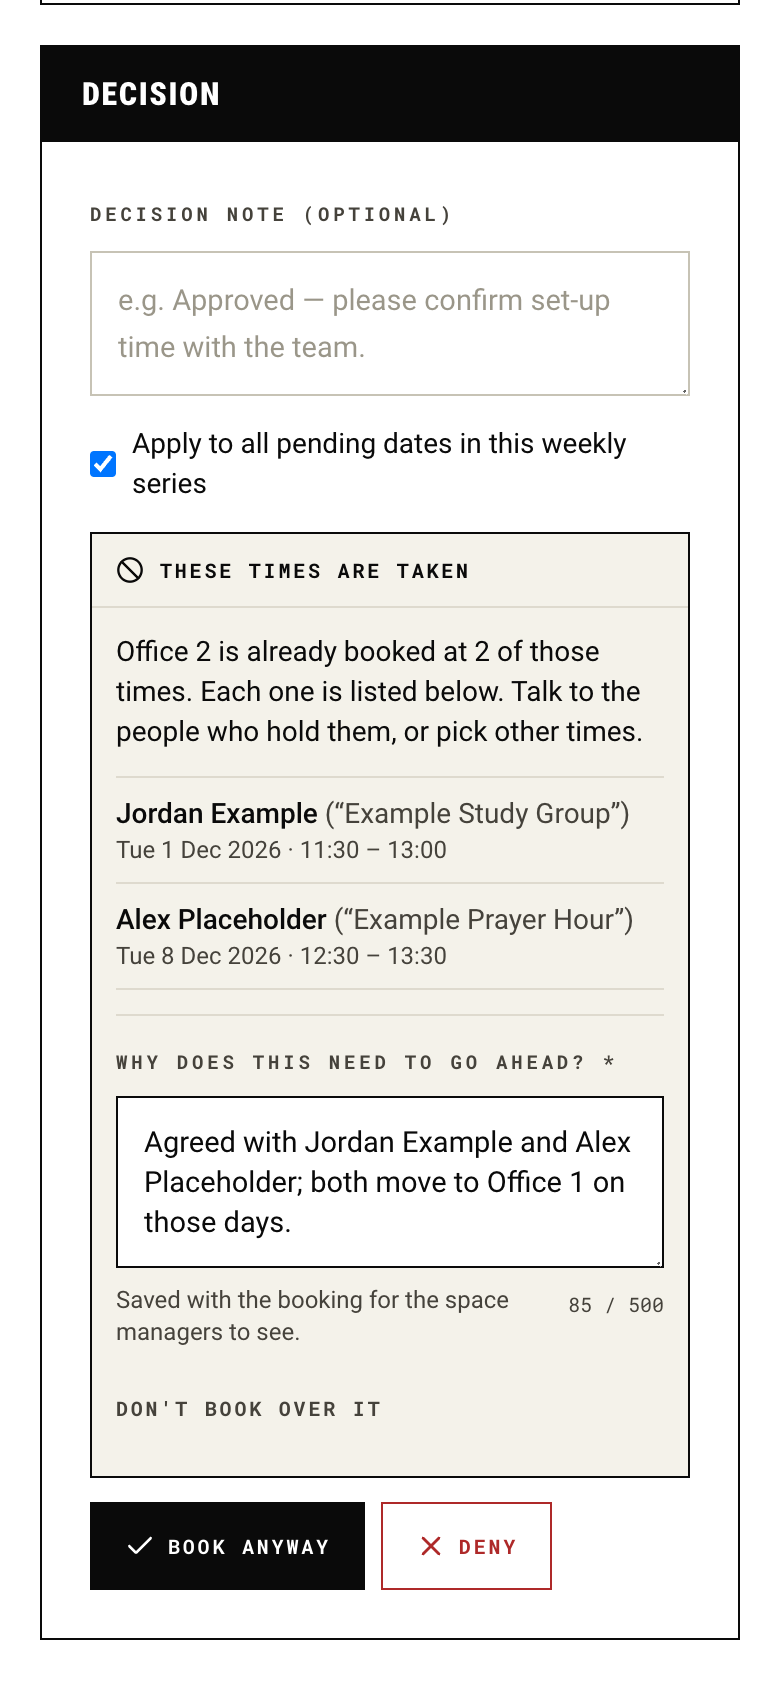 DECISION
DECISION NOTE (OPTIONAL)
e.g. Approved — please confirm set-up
time with the team.
Apply to all pending dates in this weekly
series
THESE TIMES ARE TAKEN
Office 2 is already booked at 2 of those
times. Each one is listed below. Talk to the
people who hold them, or pick other times.
Jordan Example (“Example Study Group”)
Tue 1 Dec 2026 · 11:30 – 13:00
Alex Placeholder (“Example Prayer Hour”)
Tue 8 Dec 2026 · 12:30 – 13:30
WHY DOES THIS NEED TO GO AHEAD? *
Agreed with Jordan Example and Alex
Placeholder; both move to Office 1 on
those days.
Saved with the booking for the space
managers to see.
85 / 500
DON'T BOOK OVER IT
BOOK ANYWAY
DENY